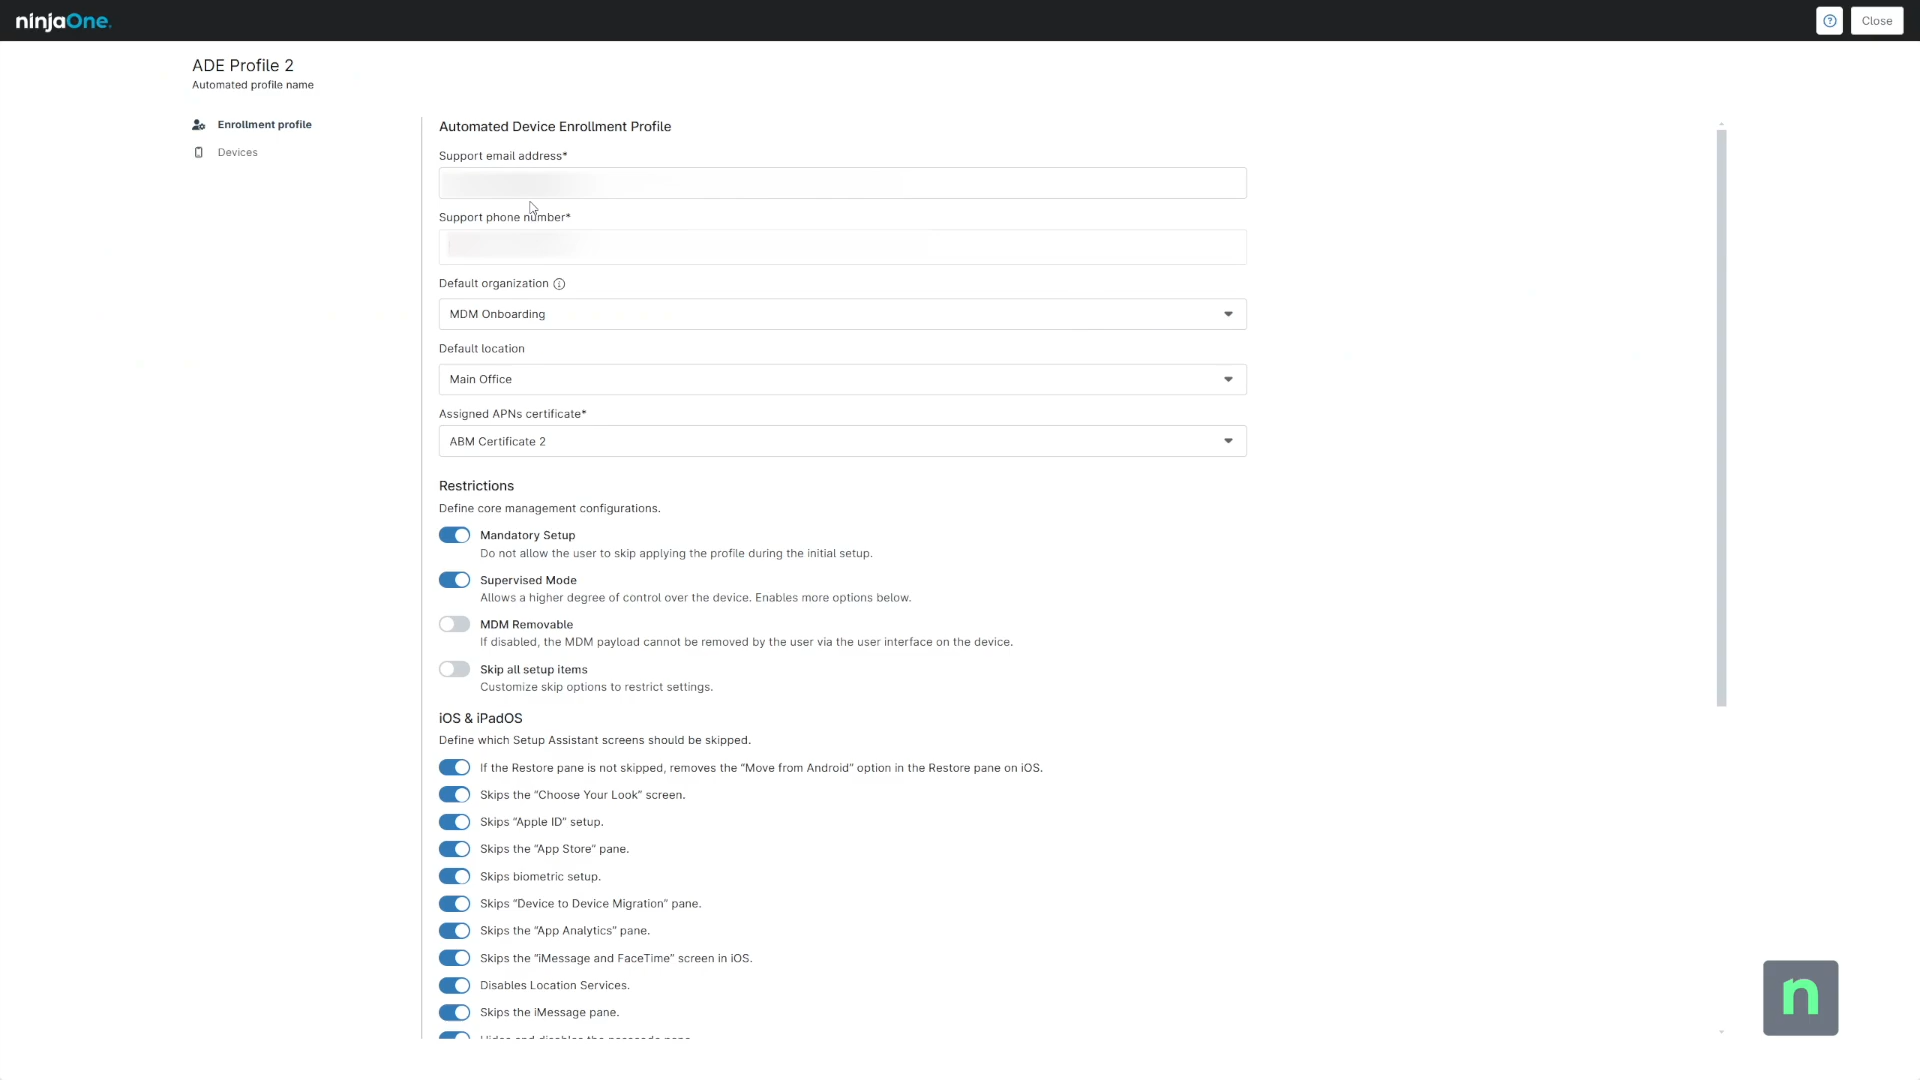 ninjaOne.
Close
ADE Profile 2
Automated profile name
Enrollment profile
Devices
Automated Device Enrollment Profile
Support email address*
Support phone number*
Default organization
MDM Onboarding
Default location
Main Office
Assigned APNs certificate*
ABM Certificate 2
Restrictions
Define core management configurations.
Mandatory Setup
Do not allow the user to skip applying the profile during the initial setup.
Supervised Mode
Allows a higher degree of control over the device. Enables more options below.
MDM Removable
If disabled, the MDM payload cannot be removed by the user via the user interface on the device.
Skip all setup items
Customize skip options to restrict settings.
iOS & iPadOS
Define which Setup Assistant screens should be skipped.
If the Restore pane is not skipped, removes the “Move from Android” option in the Restore pane on iOS.
Skips the “Choose Your Look” screen.
Skips “Apple ID” setup.
Skips the “App Store” pane.
Skips biometric setup.
Skips “Device to Device Migration” pane.
Skips the “App Analytics” pane.
Skips the “iMessage and FaceTime” screen in iOS.
Disables Location Services.
Skips the iMessage pane.
n